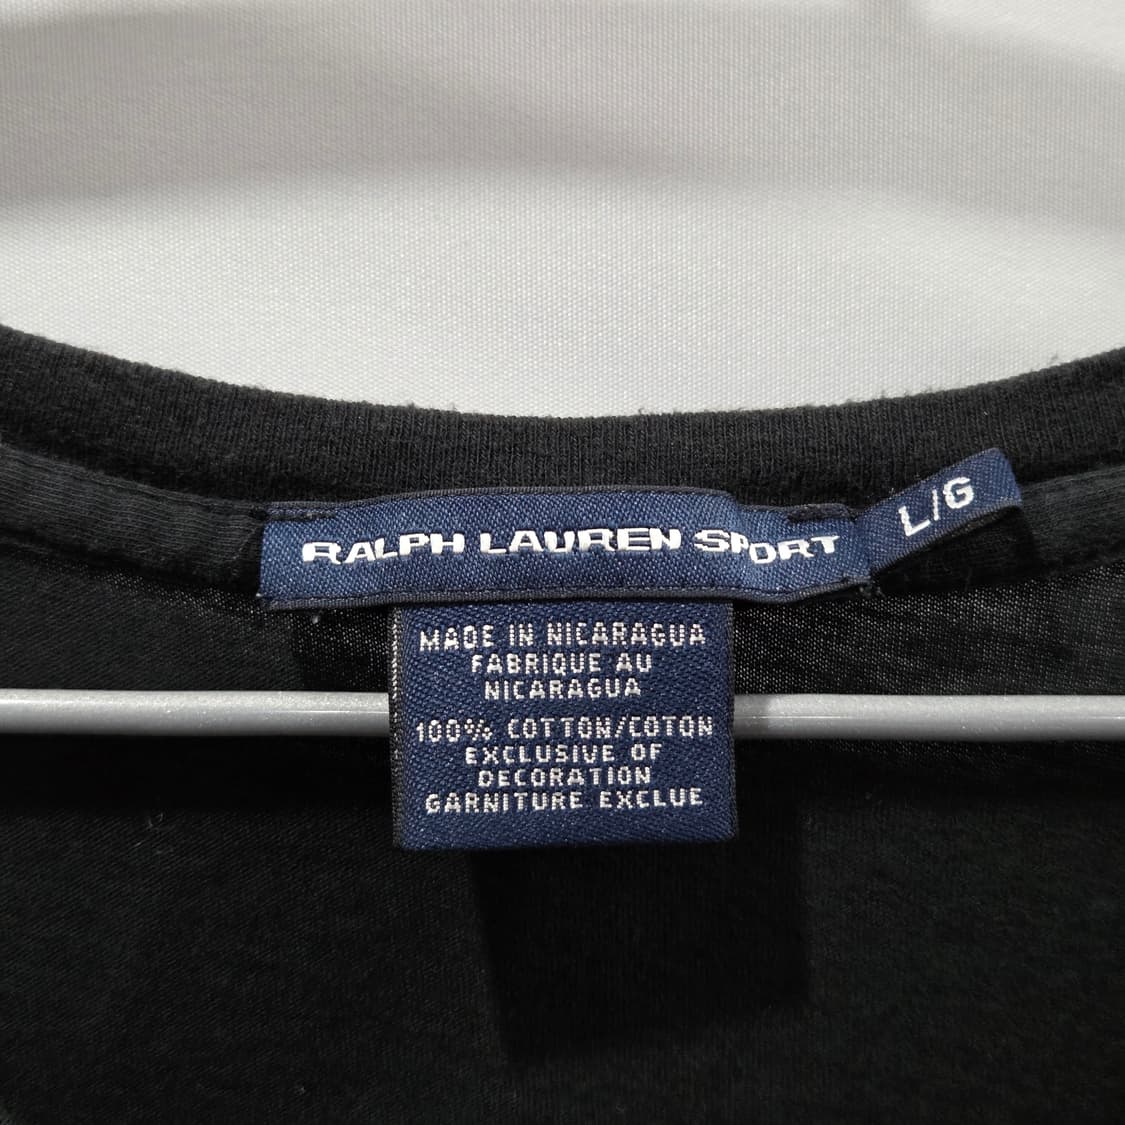 RALPH LAUREN SPORT
L/G
MADE IN NICARAGUA
FABRIQUE AU
NICARAGUA
100% COTTON/COTON
EXCLUSIVE OF
DECORATION
GARNITURE EXCLUE